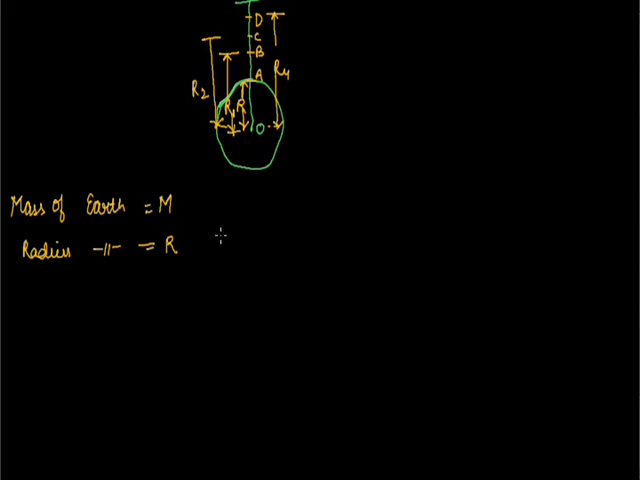 D
C
B
A
R2
R4
R1
R
O
Mass of Earth = M
Radius -11- = R